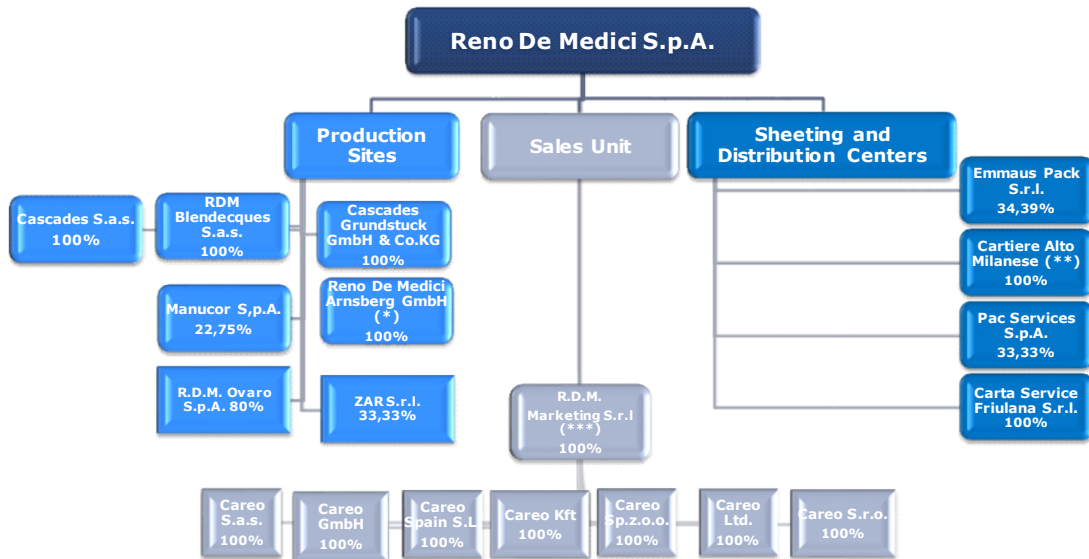 Reno De Medici S.p.A.
Production
Sites
Sales Unit
Sheeting and
Distribution Centers
Cascades S.a.s.
100%
RDM
Blendecques
S.a.s.
100%
Cascades
Grundstuck
GmbH & Co.KG
100%
Manucor S,p.A.
22,75%
Reno De Medici
Arnsberg GmbH
(*)
100%
R.D.M. Ovaro
S.p.A. 80%
ZAR S.r.l.
33,33%
R.D.M.
Marketing S.r.l
(***)
100%
Emmaus Pack
S.r.l.
34,39%
Cartiere Alto
Milanese (**)
100%
Pac Services
S.p.A.
33,33%
Carta Service
Friulana S.r.l.
100%
Careo
S.a.s.
100%
Careo
GmbH
100%
Careo
Spain S.L
100%
Careo Kft
100%
Careo
Sp.z.o.o.
100%
Careo
Ltd.
100%
Careo S.r.o.
100%